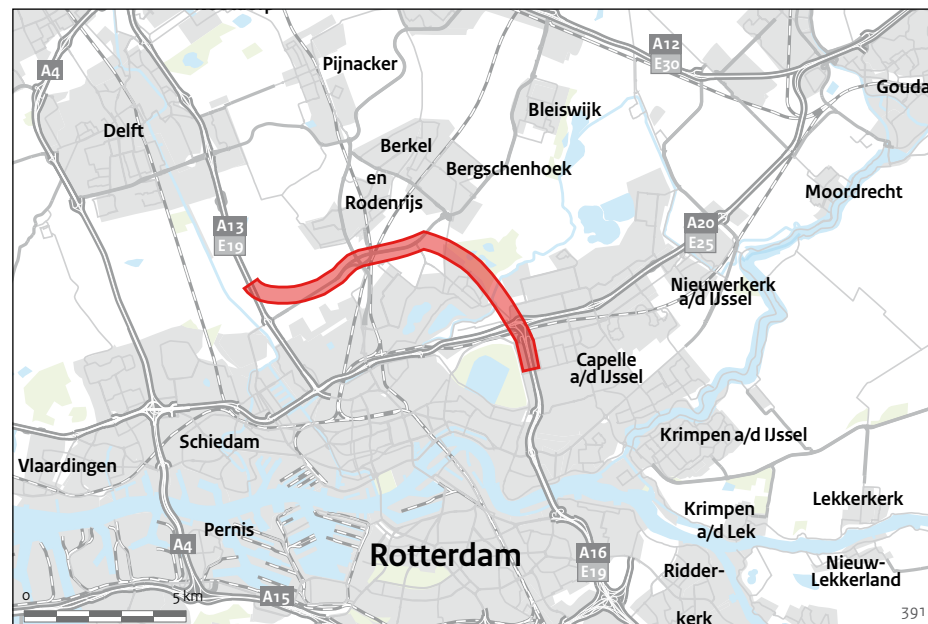 Pijnacker
A12
E30
A4
Gouda
Bleiswijk
Delft
Berkel
en
Rodenrijs
Bergschenhoek
Moordrecht
A13
E19
A20
E25
Nieuwerkerk
a/d IJssel
Capelle
a/d IJssel
Schiedam
Krimpen a/d IJssel
Vlaardingen
Krimpen
a/d Lek
Lekkerkerk
Pernis
A4
Rotterdam
A16
E19
Ridder-
kerk
Nieuw-
Lekkerland
0
5 km
A15
391